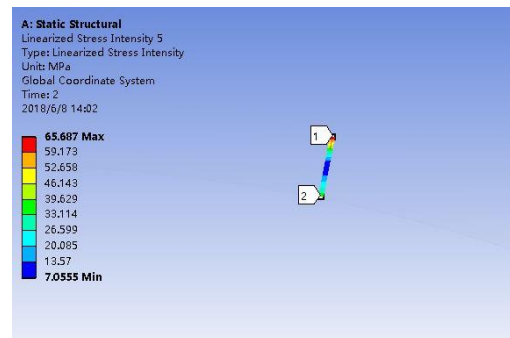 A: Static Structural
Linearized Stress Intensity 5
Type: Linearized Stress Intensity
Unit: MPa
Global Coordinate System
Time: 2
2018/6/8 14:02
65.687 Max
59.173
52.658
46.143
39.629
33.114
26.599
20.085
13.57
7.0555 Min
1
2